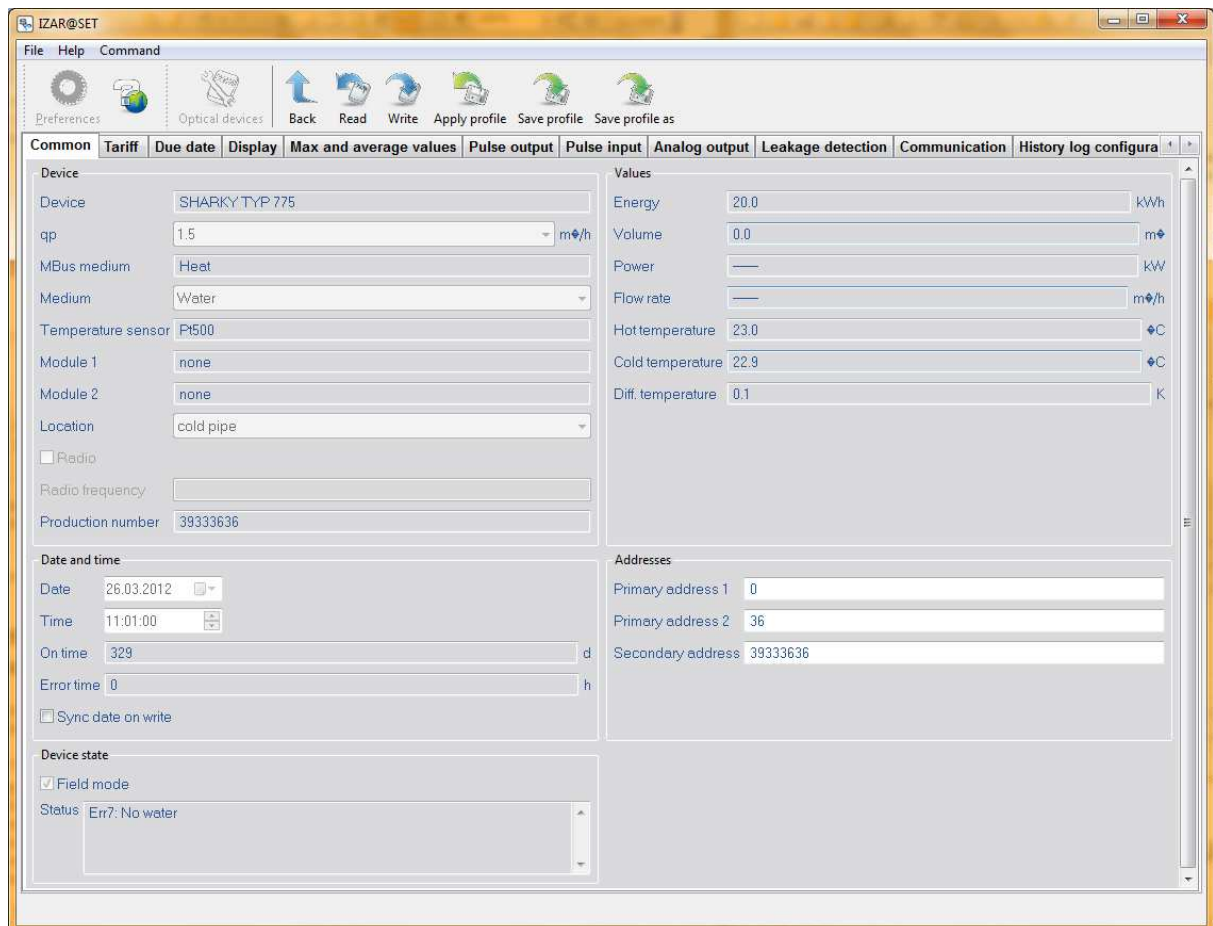 IZAR@SET
File Help Command
Preferences Optical devices Back Read Write Apply profile Save profile Save profile as
Common Tariff Due date Display Max and average values Pulse output Pulse input Analog output Leakage detection Communication History log configura
Device
Device SHARKY TYP 775
qp 1.5 m�/h
MBus medium Heat
Medium Water
Temperature sensor Pt500
Module 1 none
Module 2 none
Location cold pipe
Radio
Radio frequency
Production number 39333636
Values
Energy 20.0 kWh
Volume 0.0 m�
Power ----- kW
Flow rate ----- m�/h
Hot temperature 23.0 �C
Cold temperature 22.9 �C
Diff. temperature 0.1 K
Date and time
Date 26.03.2012
Time 11:01:00
On time 329 d
Error time 0 h
Sync date on write
Addresses
Primary address 1 0
Primary address 2 36
Secondary address 39333636
Device state
Field mode
Status Err7: No water